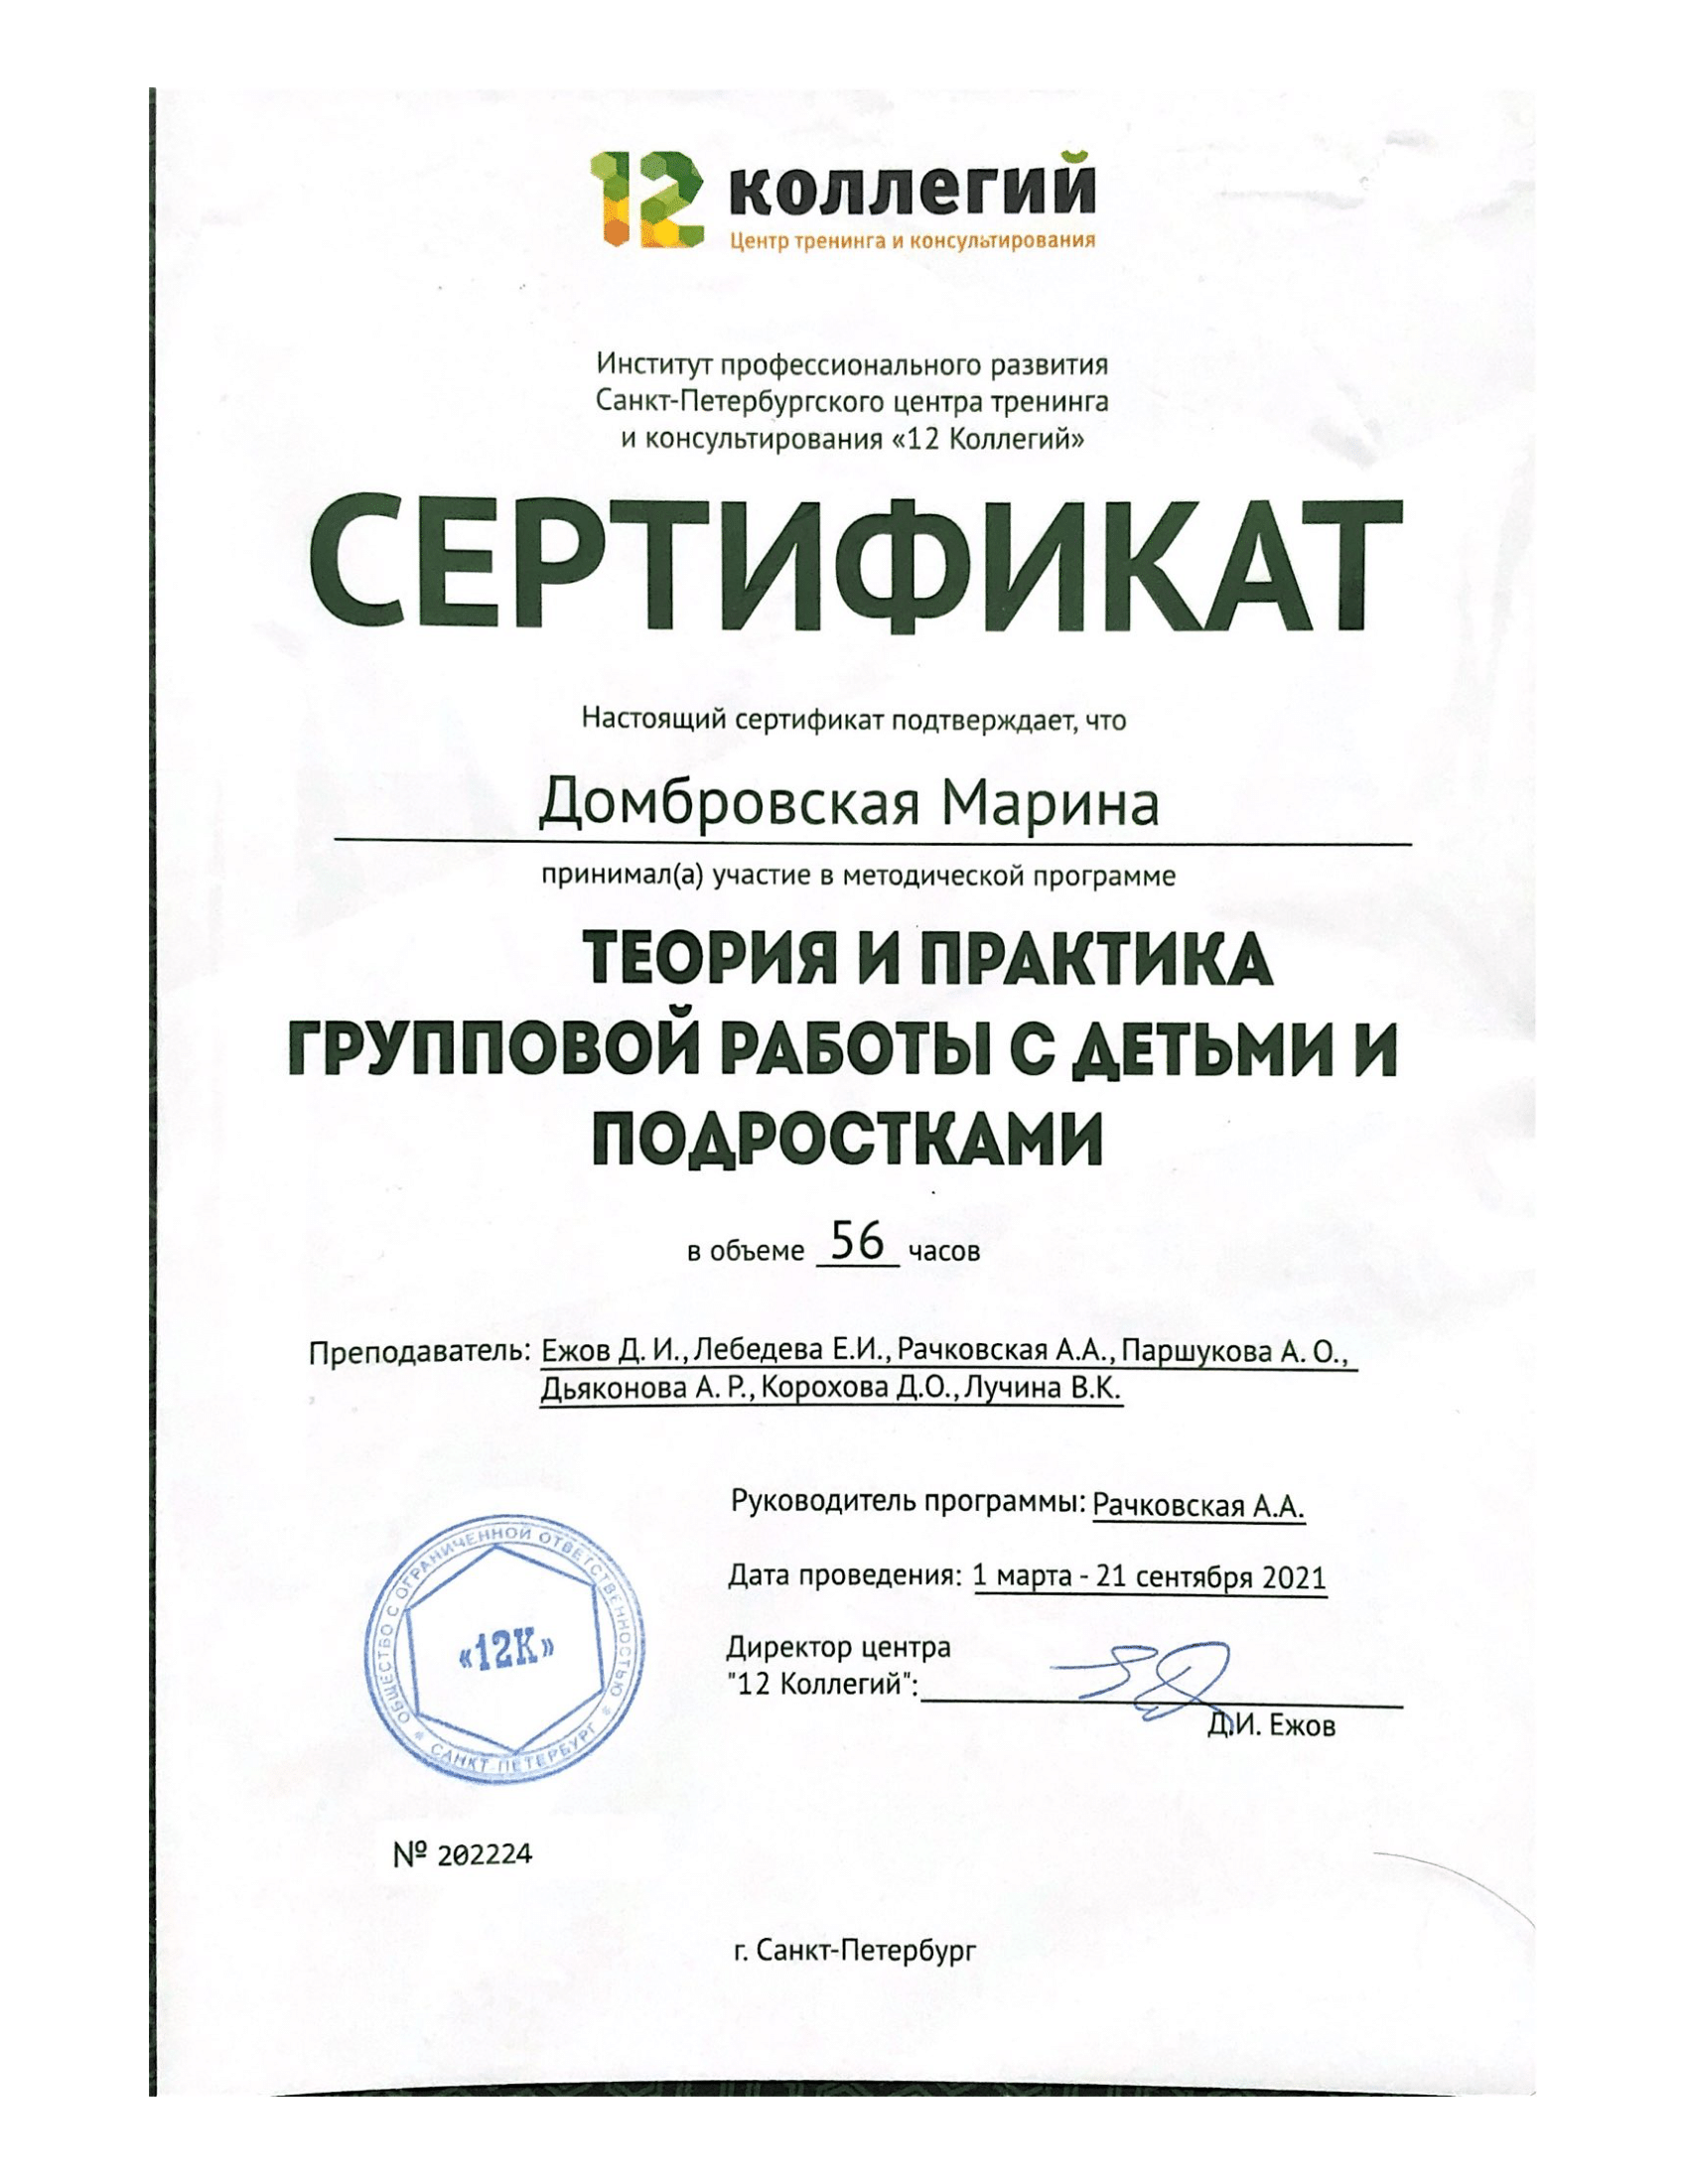 12 коллегий
Центр тренинга и консультирования
Институт профессионального развития
Санкт-Петербургского центра тренинга
и консультирования «12 Коллегий»
СЕРТИФИКАТ
Настоящий сертификат подтверждает, что
Домбровская Марина
принимал(а) участие в методической программе
ТЕОРИЯ И ПРАКТИКА
ГРУППОВОЙ РАБОТЫ С ДЕТЬМИ И
ПОДРОСТКАМИ
в объеме 56 часов
Преподаватель: Ежов Д. И., Лебедева Е.И., Рачковская А.А., Паршукова А. О.,
Дьяконова А. Р., Корохова Д.О., Лучина В.К.
Руководитель программы: Рачковская А.А.
Дата проведения: 1 марта - 21 сентября 2021
Директор центра
"12 Коллегий":
Д.И. Ежов
ОБЩЕСТВО С ОГРАНИЧЕННОЙ ОТВЕТСТВЕННОСТЬЮ
«12К»
САНКТ-ПЕТЕРБУРГ
№ 202224
г. Санкт-Петербург